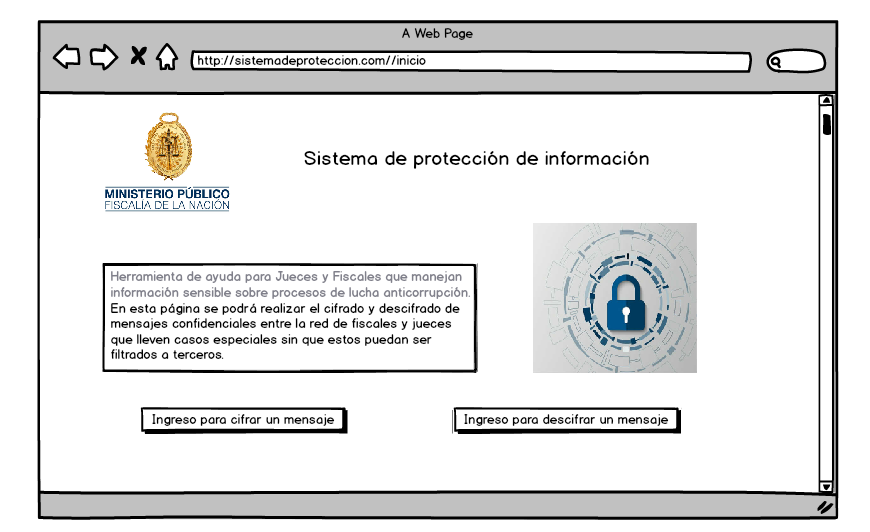 A Web Page
http://sistemadeproteccion.com//inicio
MINISTERIO PÚBLICO
FISCALÍA DE LA NACIÓN
Sistema de protección de información
Herramienta de ayuda para Jueces y Fiscales que manejan
información sensible sobre procesos de lucha anticorrupción.
En esta página se podrá realizar el cifrado y descifrado de
mensajes confidenciales entre la red de fiscales y jueces
que lleven casos especiales sin que estos puedan ser
filtrados a terceros.
Ingreso para cifrar un mensaje
Ingreso para descifrar un mensaje